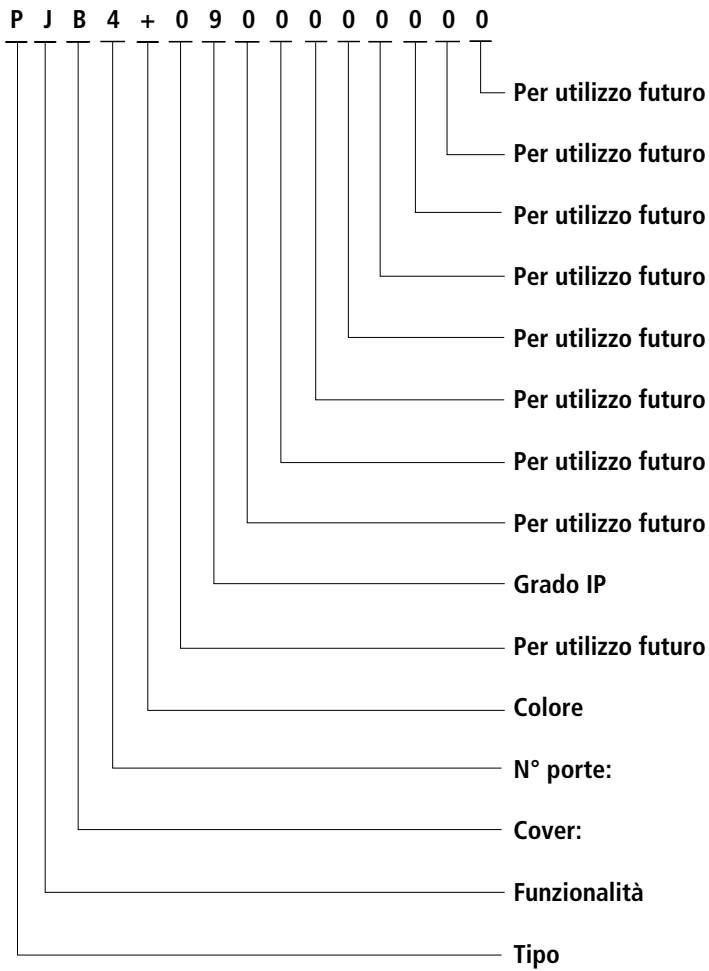 P J B 4 + 0 9 0 0 0 0 0 0 0 0
Per utilizzo futuro
Per utilizzo futuro
Per utilizzo futuro
Per utilizzo futuro
Per utilizzo futuro
Per utilizzo futuro
Per utilizzo futuro
Per utilizzo futuro
Grado IP
Per utilizzo futuro
Colore
N° porte:
Cover:
Funzionalità
Tipo